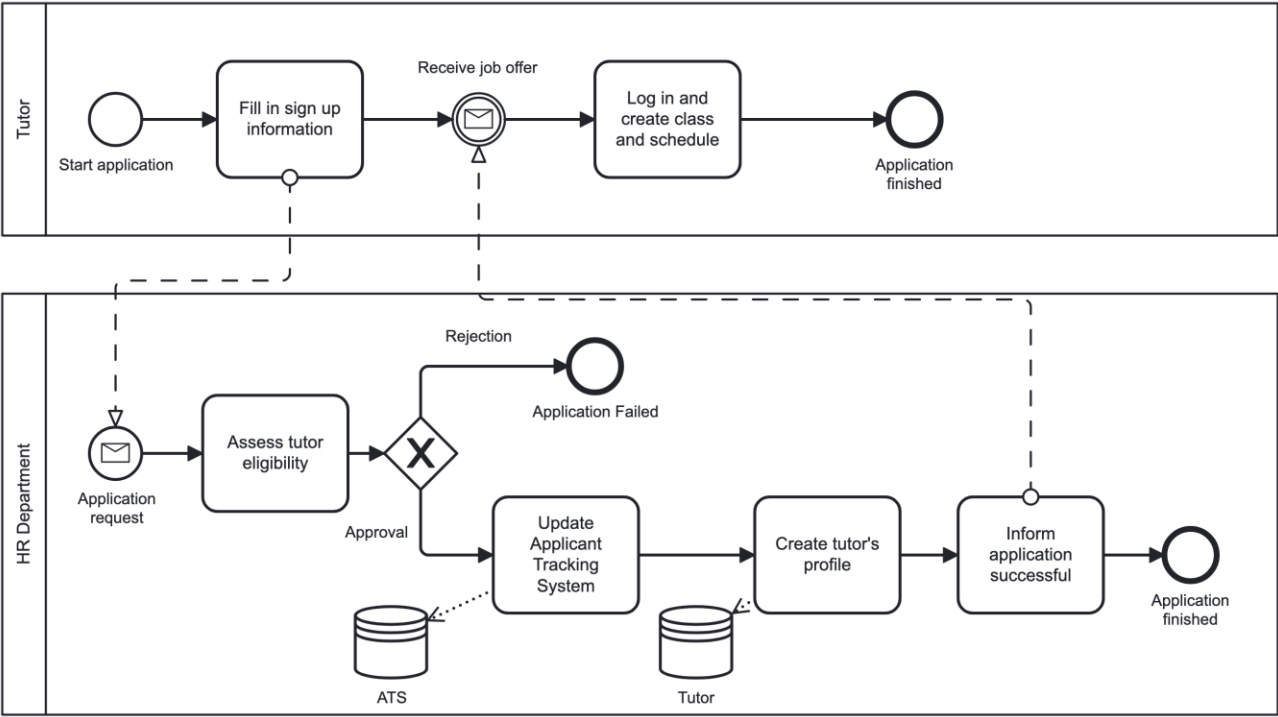 Tutor
Start application
Fill in sign up
information
Receive job offer
Log in and
create class
and schedule
Application
finished
HR Department
Application
request
Assess tutor
eligibility
X
Rejection
Application Failed
Approval
Update
Applicant
Tracking
System
ATS
Create tutor's
profile
Tutor
Inform
application
successful
Application
finished